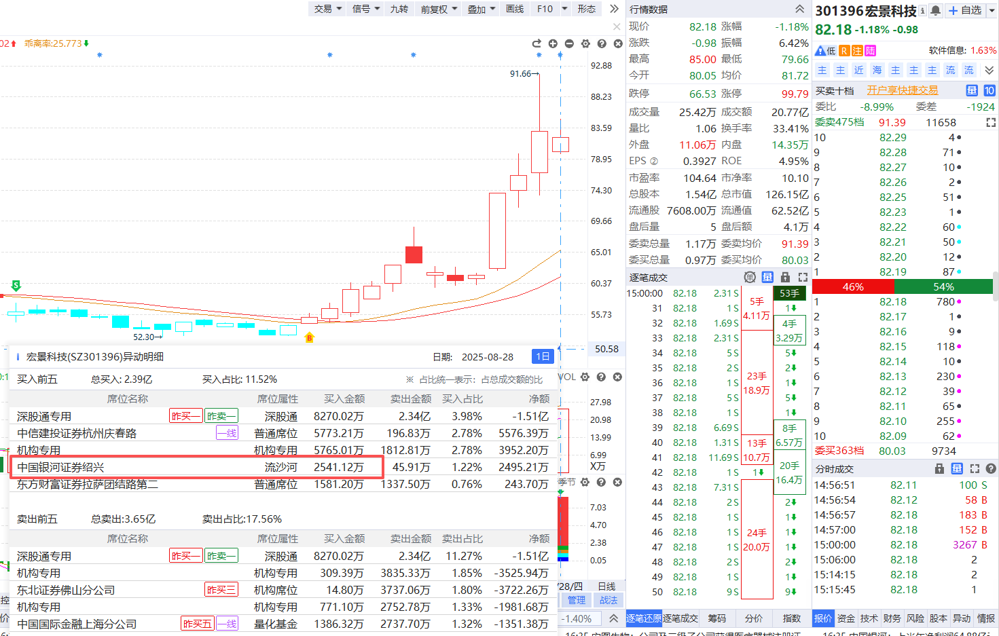 交易 信号 九转 前复权 叠加 画线 F10 形态
02 乖离率:25.773
92.88
91.66→
88.23
83.59
78.95
74.30
69.66
65.01
S
60.37
55.73
52.30→
B
50.58
宏景科技(SZ301396)异动明细 日期: 2025-08-28 1日
买入前五 总买入: 2.39亿 买入占比: 11.52% ※ 占比统一表示：占总成交额的比
席位名称 席位属性 买入金额 卖出金额 买入占比 净额
深股通专用 昨买一 昨卖一 深股通 8270.02万 2.34亿 3.98% -1.51亿
中信建投证券杭州庆春路 一线 普通席位 5773.21万 196.83万 2.78% 5576.39万
机构专用 机构专用 5765.01万 1812.81万 2.78% 3952.20万
中国银河证券绍兴 流沙河 2541.12万 45.91万 1.22% 2495.21万
东方财富证券拉萨团结路第二 普通席位 1581.20万 1337.50万 0.76% 243.70万
卖出前五 总卖出:3.65亿 卖出占比:17.56%
席位名称 席位属性 买入金额 卖出金额 卖出占比 净额
深股通专用 昨买一 昨卖一 深股通 8270.02万 2.34亿 11.27% -1.51亿
机构专用 机构专用 309.39万 3835.33万 1.85% -3525.94万
东北证券佛山分公司 昨买三 机构席位 14.80万 3737.06万 1.80% -3722.26万
机构专用 机构专用 771.10万 2752.78万 1.33% -1981.68万
中国国际金融上海分公司 昨买五 一线 量化基金 1386.32万 2737.70万 1.32% -1351.38万
VOL
27.98
20.98
13.99
6.99
X万
季节
7.03
4.70
2.38
0.05
/28/四 日线
管理 战法
-1.40%
行情数据
现价 82.18 涨幅 -1.18%
涨跌 -0.98 振幅 6.42%
最高 85.00 最低 79.66
今开 80.05 均价 81.72
跌停 66.53 涨停 99.79
成交量 25.42万 成交额 20.77亿
量比 1.06 换手率 33.41%
外盘 11.06万 内盘 14.35万
EPS ② 0.3927 ROE 4.95%
市盈率 104.64 市净率 10.10
总股本 1.54亿 总市值 126.15亿
流通股 7608.00万 流通值 62.52亿
盘后量 5 盘后额 4.1万
委卖总量 1.17万 委卖均价 91.39
委买总量 0.97万 委买均价 80.03
逐笔成交 量
15:00:00 82.18 2.31 S
31 82.18 1 S
32 82.18 1.69 S
33 82.18 2.31 S
34 82.18 5 S
35 82.18 2 S
36 82.18 1 S
37 82.18 5 S
38 82.18 1 S
39 82.18 6.69 S
40 82.18 1.31 S
41 82.18 11.69 S
42 82.18 1 S
43 82.18 7.31 S
44 82.18 2 S
45 82.18 1 S
46 82.18 1 S
47 82.18 1 S
48 82.18 2 S
49 82.18 1 S
50 82.18 9 S
5手
4.11万
23手
18.9万
13手
10.7万
1
24手
20.0万
53手
1
4手
3.29万
5
2
1
5
1
8手
6.57万
20手
16.4万
2
1
1
1
2
1
9
逐笔还原 逐笔成交 筹码 分价 指数
301396宏景科技 自选
82.18 -1.18% -0.98
低 R 注 陆 软件信息: 1.63%
主 主 近 海 主 主 主 流 流
买卖十档 开户享快捷交易 量 10
委比 -8.99% 委差 -1924
委卖475档 91.39 11658
10 82.29 4
9 82.28 71
8 82.27 10
7 82.26 2
6 82.25 51
5 82.23 1
4 82.22 60
3 82.21 50
2 82.20 12
1 82.19 87
46% 54%
1 82.18 780
2 82.17 1
3 82.16 9
4 82.15 118
5 82.14 10
6 82.13 230
7 82.12 39
8 82.11 65
9 82.10 255
10 82.09 62
委买363档 80.03 9734
分时成交 量
14:56:51 82.11 100 S
14:56:54 82.12 58 B
14:56:57 82.18 183 B
14:57:00 82.18 152 B
15:00:00 82.18 3267 B
15:06:00 82.18 2
15:14:15 82.18 2
15:15:45 82.18 1
报价 资金 技术 财务 风险 股本 异动 情报